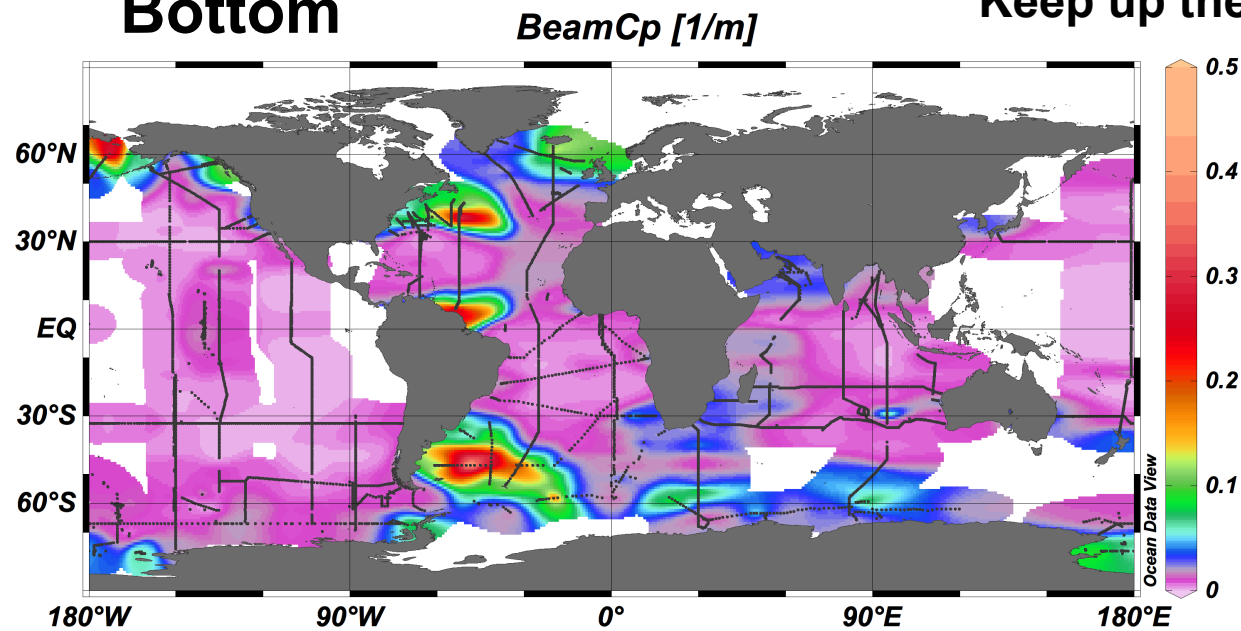 Bottom
BeamCp [1/m]
Keep up the
60°N
30°N
EQ
30°S
60°S
180°W
90°W
0°
90°E
180°E
0.5
0.4
0.3
0.2
0.1
0
Ocean Data View